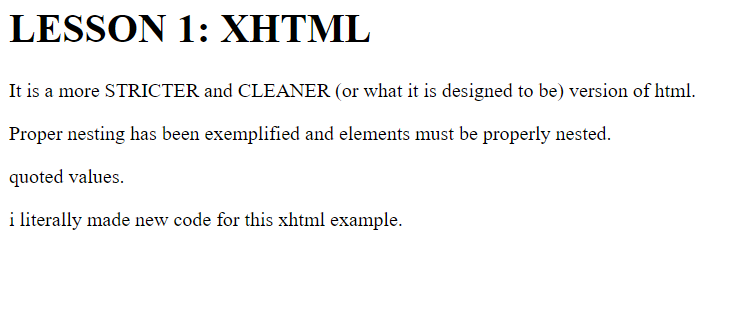 LESSON 1: XHTML
It is a more STRICTER and CLEANER (or what it is designed to be) version of html.
Proper nesting has been exemplified and elements must be properly nested.
quoted values.
i literally made new code for this xhtml example.